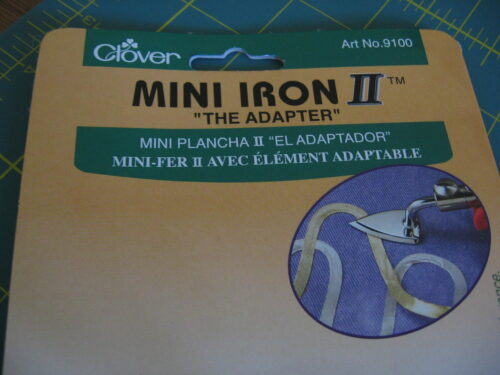 Clover
Art No.9100
MINI IRON II™
"THE ADAPTER"
MINI PLANCHA II "EL ADAPTADOR"
MINI-FER II AVEC ÉLÉMENT ADAPTABLE